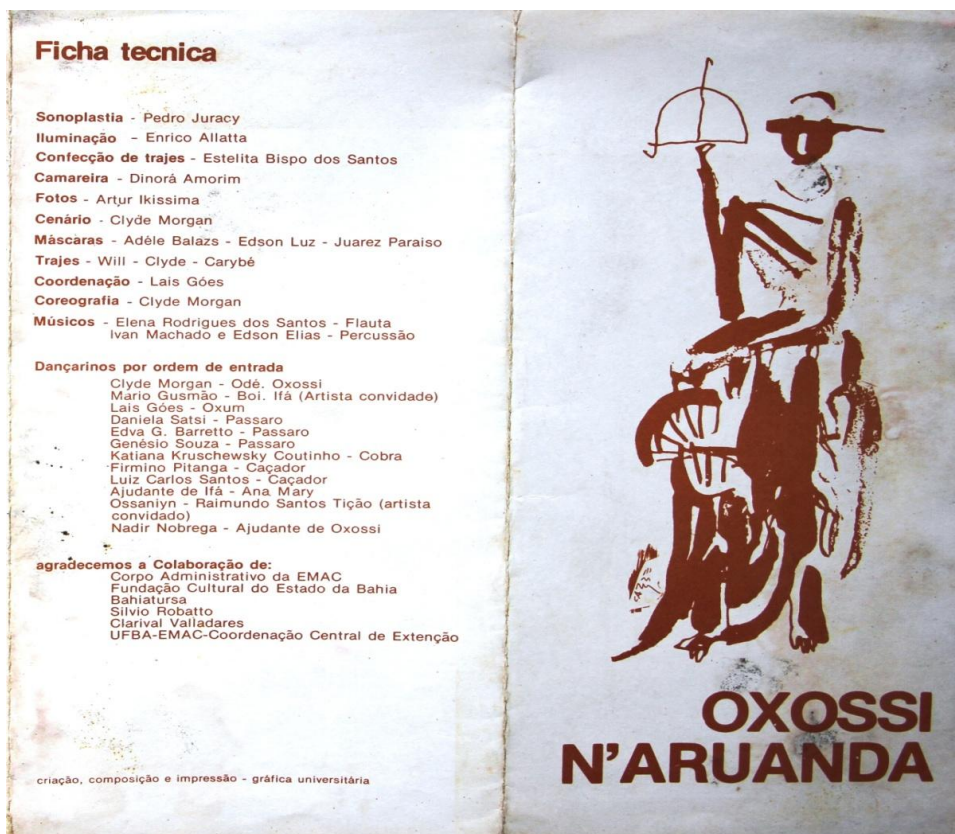 Ficha tecnica
Sonoplastia - Pedro Juracy
Iluminação - Enrico Allatta
Confecção de trajes - Estelita Bispo dos Santos
Camareira - Dinorá Amorim
Fotos - Artur Ikissima
Cenário - Clyde Morgan
Máscaras - Adéle Balazs - Edson Luz - Juarez Paraiso
Trajes - Will - Clyde - Carybé
Coordenação - Lais Góes
Coreografia - Clyde Morgan
Músicos - Elena Rodrigues dos Santos - Flauta
Ivan Machado e Edson Elias - Percussão
Dançarinos por ordem de entrada
Clyde Morgan - Odé. Oxossi
Mario Gusmão - Boi. Ifá (Artista convidado)
Lais Góes - Oxum
Daniela Satsi - Passaro
Edva G. Barretto - Passaro
Genésio Souza - Passaro
Katiana Kruschewsky Coutinho - Cobra
Firmino Pitanga - Caçador
Luiz Carlos Santos - Caçador
Ajudante de Ifá - Ana Mary
Ossaniyn - Raimundo Santos Tição (artista
convidado)
Nadir Nobrega - Ajudante de Oxossi
agradecemos a Colaboração de:
Corpo Administrativo da EMAC
Fundação Cultural do Estado da Bahia
Bahiatursa
Silvio Robatto
Clarival Valladares
UFBA-EMAC-Coordenação Central de Extenção
criação, composição e impressão - gráfica universitária
OXOSSI
N'ARUANDA